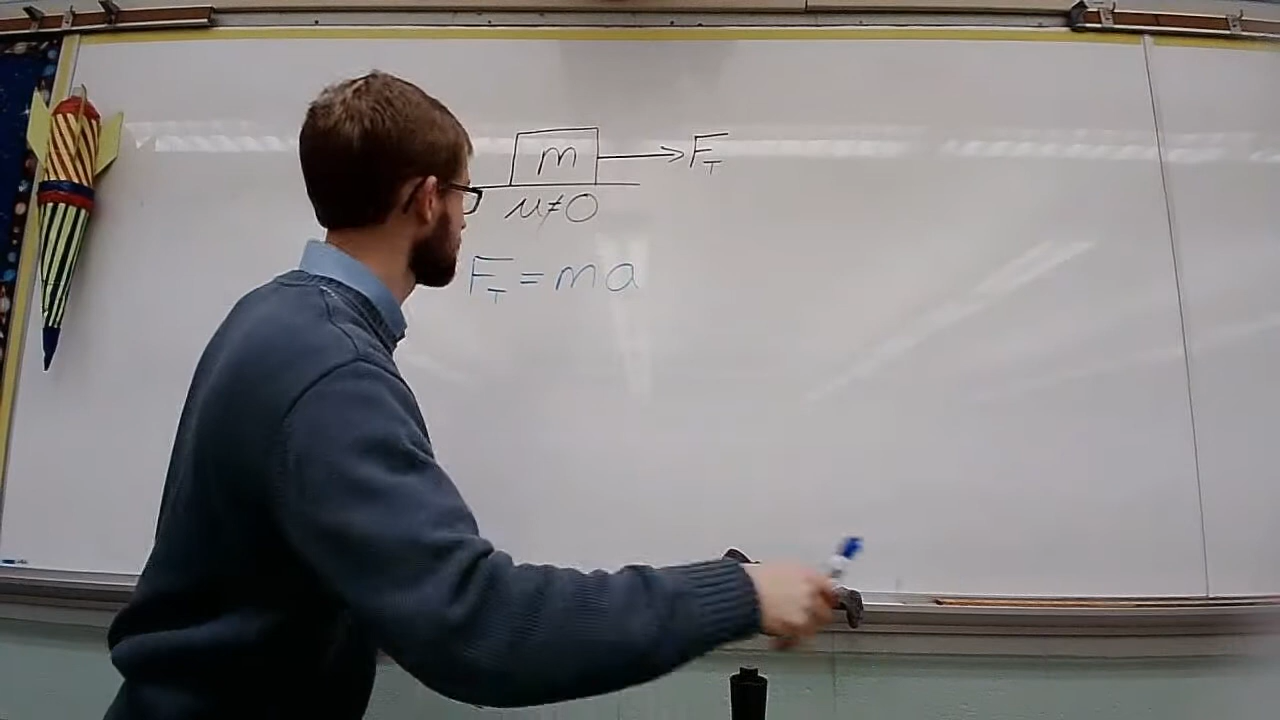 m F_T
μ≠0
F_T = ma